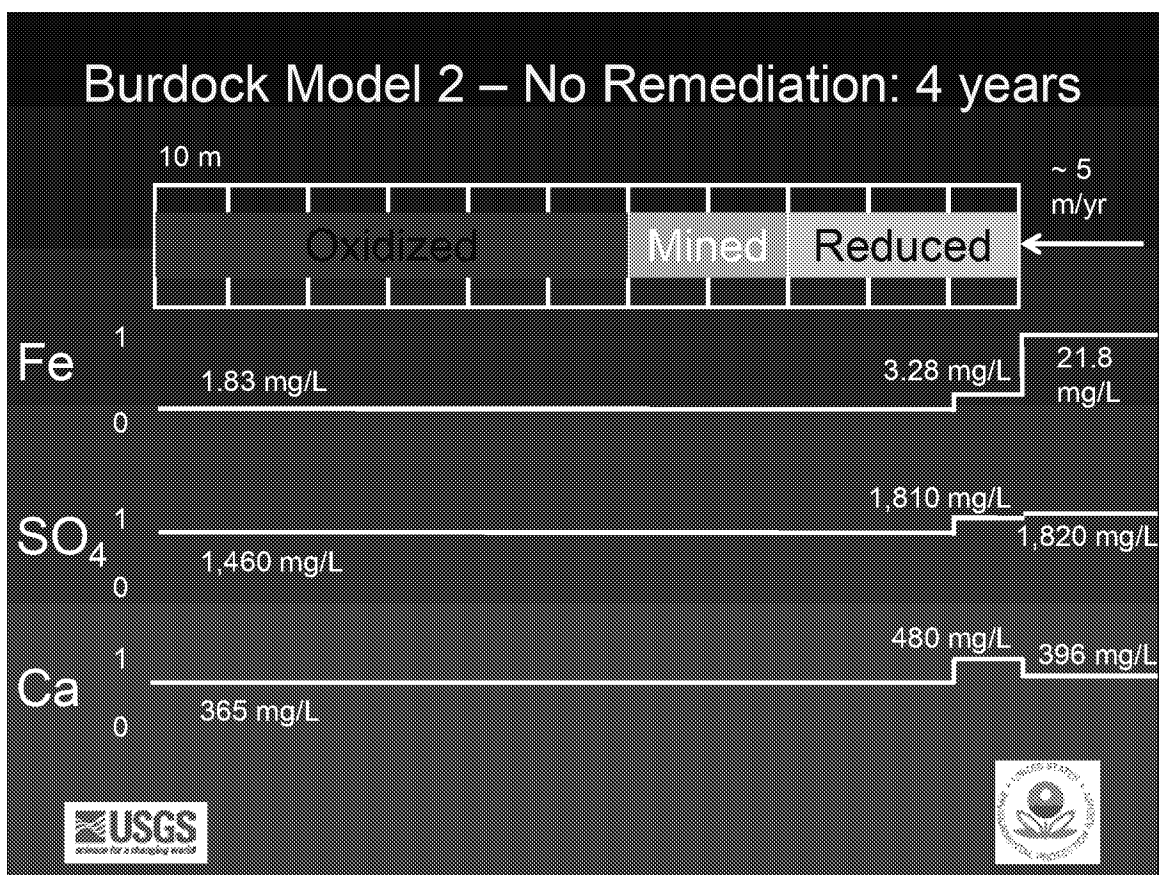 Burdock Model 2 – No Remediation: 4 years
10 m
~ 5
m/yr
Oxidized
Mined
Reduced
Fe
1
0
1.83 mg/L
3.28 mg/L
21.8
mg/L
SO4
1
0
1,460 mg/L
1,810 mg/L
1,820 mg/L
Ca
1
0
365 mg/L
480 mg/L
396 mg/L
USGS
science for a changing world
UNITED STATES